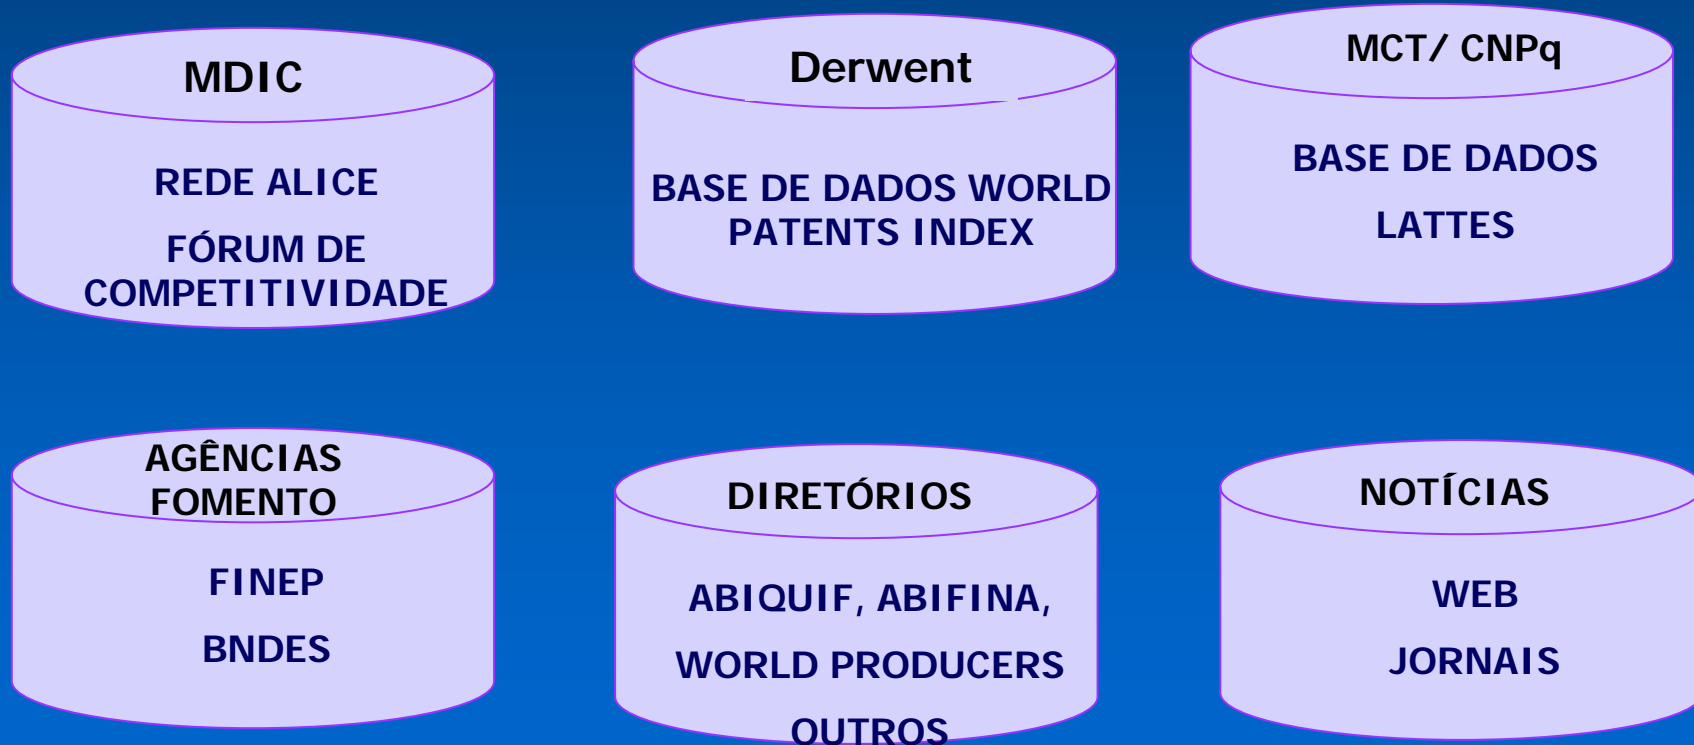 MDIC
REDE ALICE
FÓRUM DE
COMPETITIVIDADE
Derwent
BASE DE DADOS WORLD
PATENTS INDEX
MCT/ CNPq
BASE DE DADOS
LATTES
AGÊNCIAS
FOMENTO
FINEP
BNDES
DIRETÓRIOS
ABIQUIF, ABIFINA,
WORLD PRODUCERS
OUTROS
NOTÍCIAS
WEB
JORNAIS